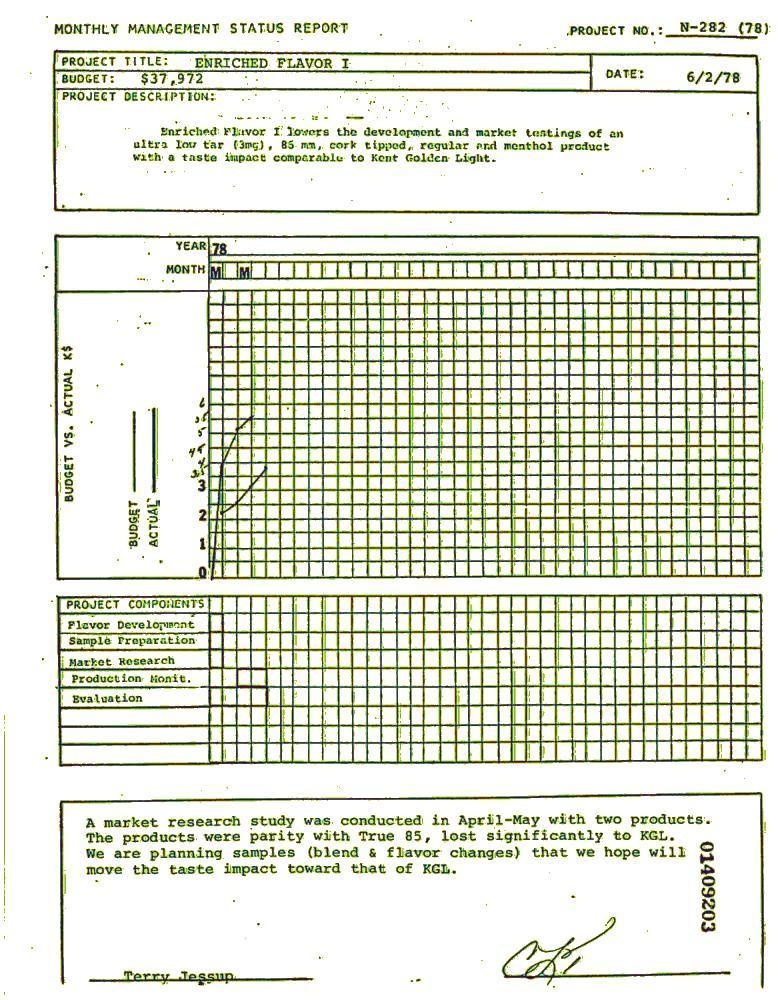 MONTHLY MANAGEMENT STATUS REPORT PROJECT NO.: N-282 (78)
PROJECT TITLE: ENRICHED FLAVOR I
BUDGET: $37,972 DATE: 6/2/78
PROJECT DESCRIPTION:
Enriched Flavor I lowers the development and market testings of an
ultra low tar (3mg), 85 mm, cork tipped, regular and menthol product
with a taste impact comparable to Kent Golden Light.
YEAR 78
MONTH M M
BUDGET VS. ACTUAL K$
BUDGET
ACTUAL
6
5
4
3
2
1
0
PROJECT COMPONENTS
Flavor Development
Sample Preparation
Market Research
Production Monit.
Evaluation
A market research study was conducted in April-May with two products.
The products were parity with True 85, lost significantly to KGL.
We are planning samples (blend & flavor changes) that we hope will
move the taste impact toward that of KGL.
01409203
Terry Jessup